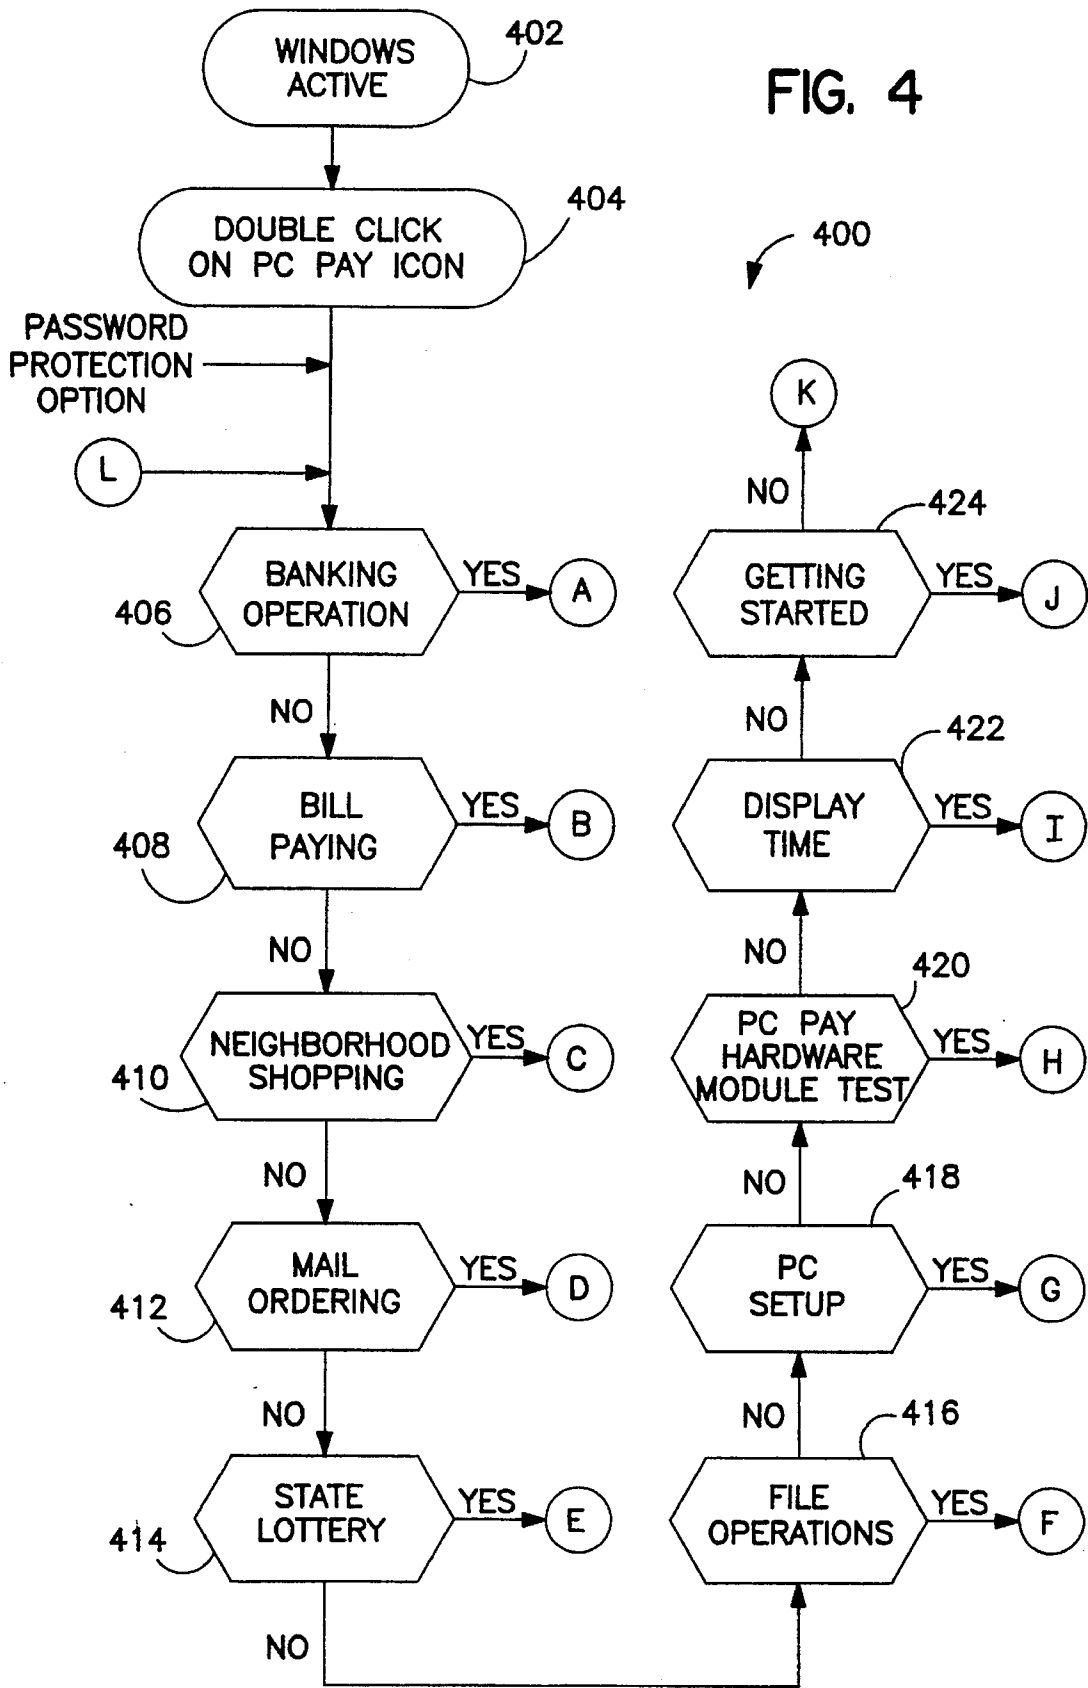 FIG. 4
400
WINDOWS
ACTIVE
402
DOUBLE CLICK
ON PC PAY ICON
404
PASSWORD
PROTECTION
OPTION
L
BANKING
OPERATION
406
YES
A
NO
BILL
PAYING
408
YES
B
NO
NEIGHBORHOOD
SHOPPING
410
YES
C
NO
MAIL
ORDERING
412
YES
D
NO
STATE
LOTTERY
414
YES
E
NO
FILE
OPERATIONS
416
YES
F
NO
PC
SETUP
418
YES
G
NO
PC PAY
HARDWARE
MODULE TEST
420
YES
H
NO
DISPLAY
TIME
422
YES
I
NO
GETTING
STARTED
424
YES
J
NO
K